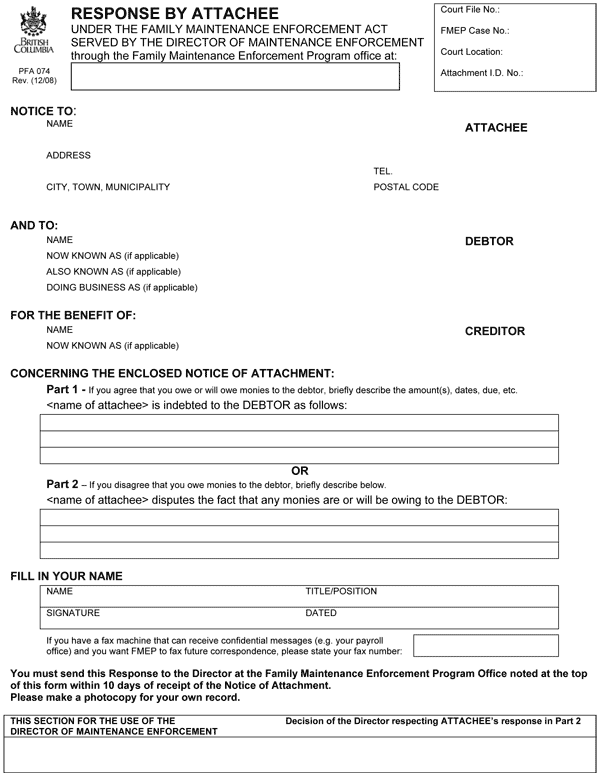 BRITISH
COLUMBIA
PFA 074
Rev. (12/08)
RESPONSE BY ATTACHEE
UNDER THE FAMILY MAINTENANCE ENFORCEMENT ACT
SERVED BY THE DIRECTOR OF MAINTENANCE ENFORCEMENT
through the Family Maintenance Enforcement Program office at:
Court File No.:
FMEP Case No.:
Court Location:
Attachment I.D. No.:
NOTICE TO:
NAME
ATTACHEE
ADDRESS
TEL.
CITY, TOWN, MUNICIPALITY
POSTAL CODE
AND TO:
NAME
DEBTOR
NOW KNOWN AS (if applicable)
ALSO KNOWN AS (if applicable)
DOING BUSINESS AS (if applicable)
FOR THE BENEFIT OF:
NAME
CREDITOR
NOW KNOWN AS (if applicable)
CONCERNING THE ENCLOSED NOTICE OF ATTACHMENT:
Part 1 - If you agree that you owe or will owe monies to the debtor, briefly describe the amount(s), dates, due, etc.
<name of attachee> is indebted to the DEBTOR as follows:
OR
Part 2 – If you disagree that you owe monies to the debtor, briefly describe below.
<name of attachee> disputes the fact that any monies are or will be owing to the DEBTOR:
FILL IN YOUR NAME
NAME
TITLE/POSITION
SIGNATURE
DATED
If you have a fax machine that can receive confidential messages (e.g. your payroll
office) and you want FMEP to fax future correspondence, please state your fax number:
You must send this Response to the Director at the Family Maintenance Enforcement Program Office noted at the top
of this form within 10 days of receipt of the Notice of Attachment.
Please make a photocopy for your own record.
THIS SECTION FOR THE USE OF THE
DIRECTOR OF MAINTENANCE ENFORCEMENT
Decision of the Director respecting ATTACHEE's response in Part 2